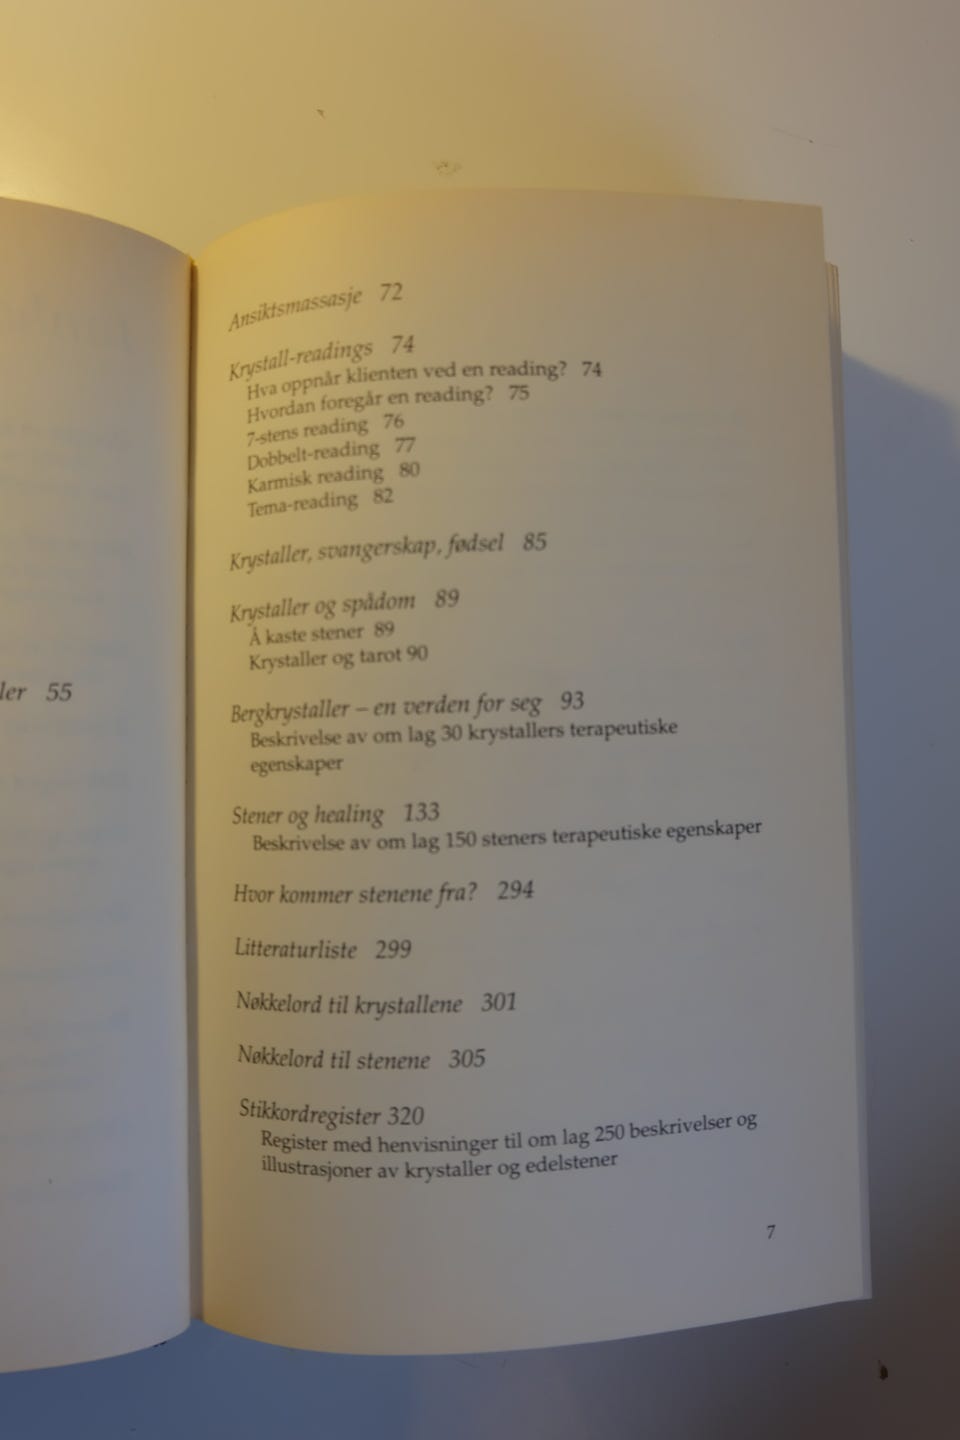 ler 55
Ansiktsmassasje 72
Krystall-readings 74
Hva oppnår klienten ved en reading? 74
Hvordan foregår en reading? 75
7-stens reading 76
Dobbelt-reading 77
Karmisk reading 80
Tema-reading 82
Krystaller, svangerskap, fødsel 85
Krystaller og spådom 89
Å kaste stener 89
Krystaller og tarot 90
Bergkrystaller – en verden for seg 93
Beskrivelse av om lag 30 krystallers terapeutiske
egenskaper
Stener og healing 133
Beskrivelse av om lag 150 steners terapeutiske egenskaper
Hvor kommer stenene fra? 294
Litteraturliste 299
Nøkkelord til krystallene 301
Nøkkelord til stenene 305
Stikkordregister 320
Register med henvisninger til om lag 250 beskrivelser og
illustrasjoner av krystaller og edelstener
7